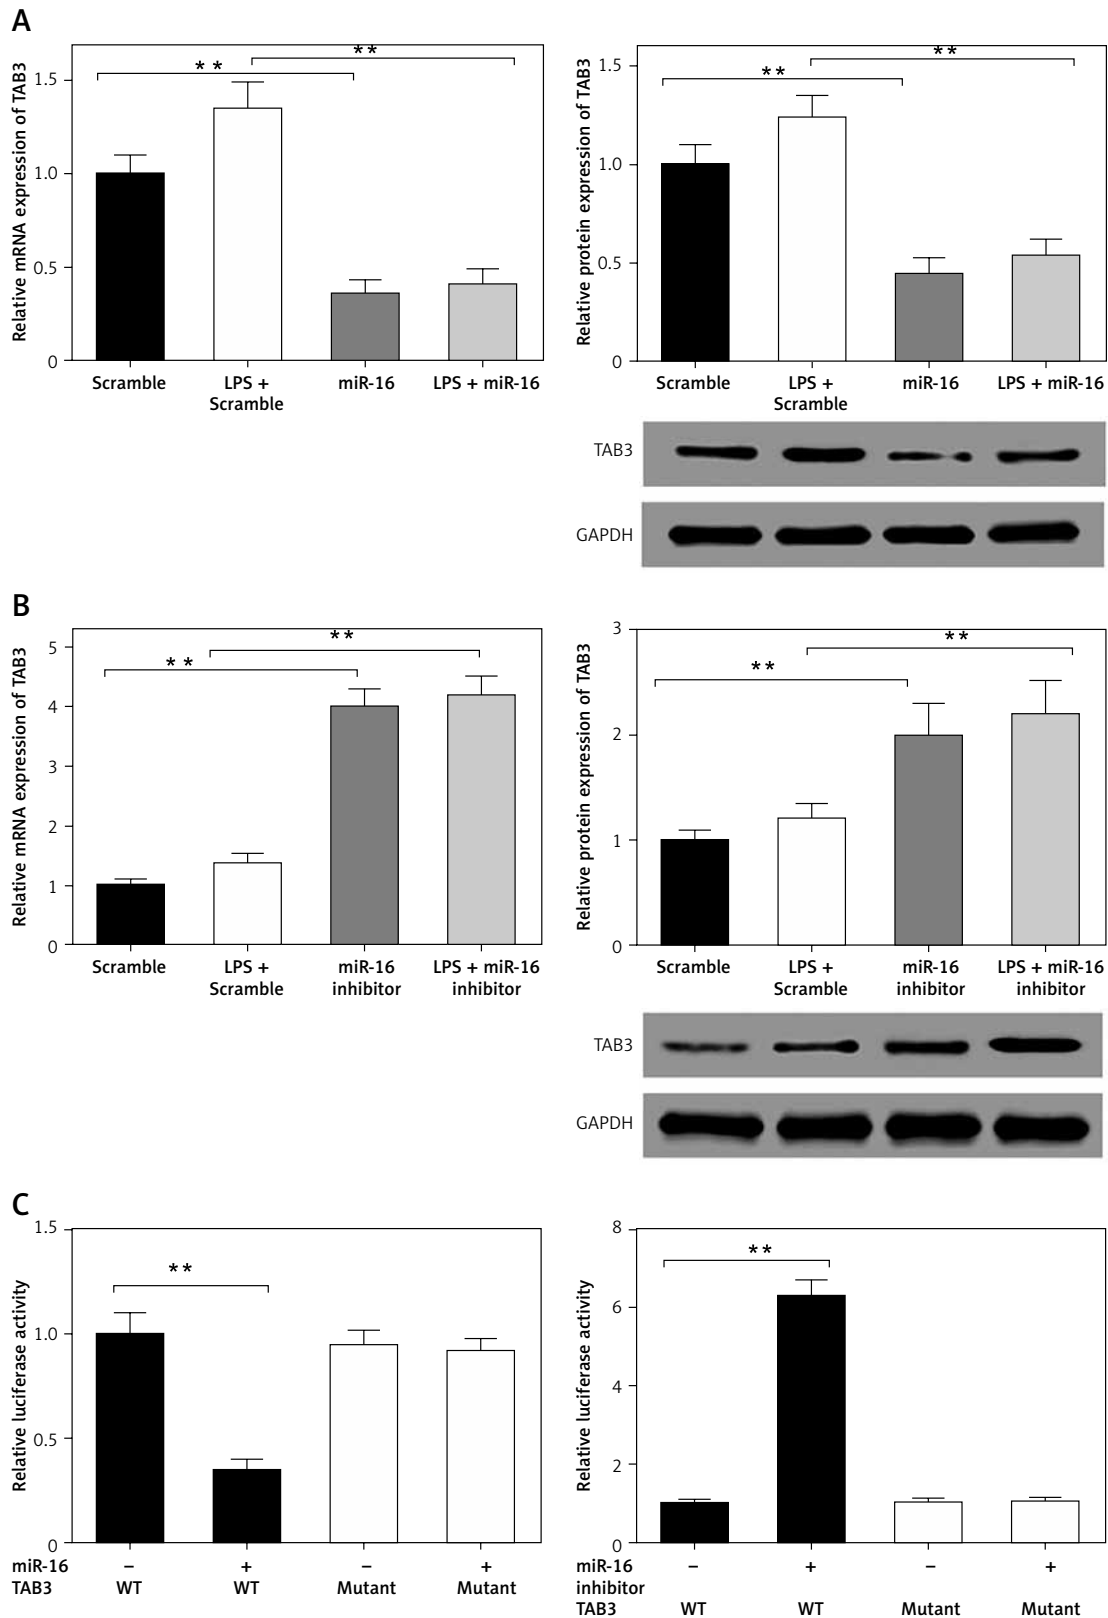 A
Relative mRNA expression of TAB3
1.5
1.0
0.5
0
**
**
Scramble
LPS +
Scramble
miR-16
LPS + miR-16
Relative protein expression of TAB3
1.5
1.0
0.5
0
**
**
Scramble
LPS +
Scramble
miR-16
LPS + miR-16
TAB3
GAPDH
B
Relative mRNA expression of TAB3
5
4
3
2
1
0
**
**
Scramble
LPS +
Scramble
miR-16
inhibitor
LPS + miR-16
inhibitor
Relative protein expression of TAB3
3
2
1
0
**
**
Scramble
LPS +
Scramble
miR-16
inhibitor
LPS + miR-16
inhibitor
TAB3
GAPDH
C
Relative luciferase activity
1.5
1.0
0.5
0
**
miR-16 – + – +
TAB3 WT WT Mutant Mutant
Relative luciferase activity
8
6
4
2
0
**
miR-16 – + – +
inhibitor
TAB3 WT WT Mutant Mutant